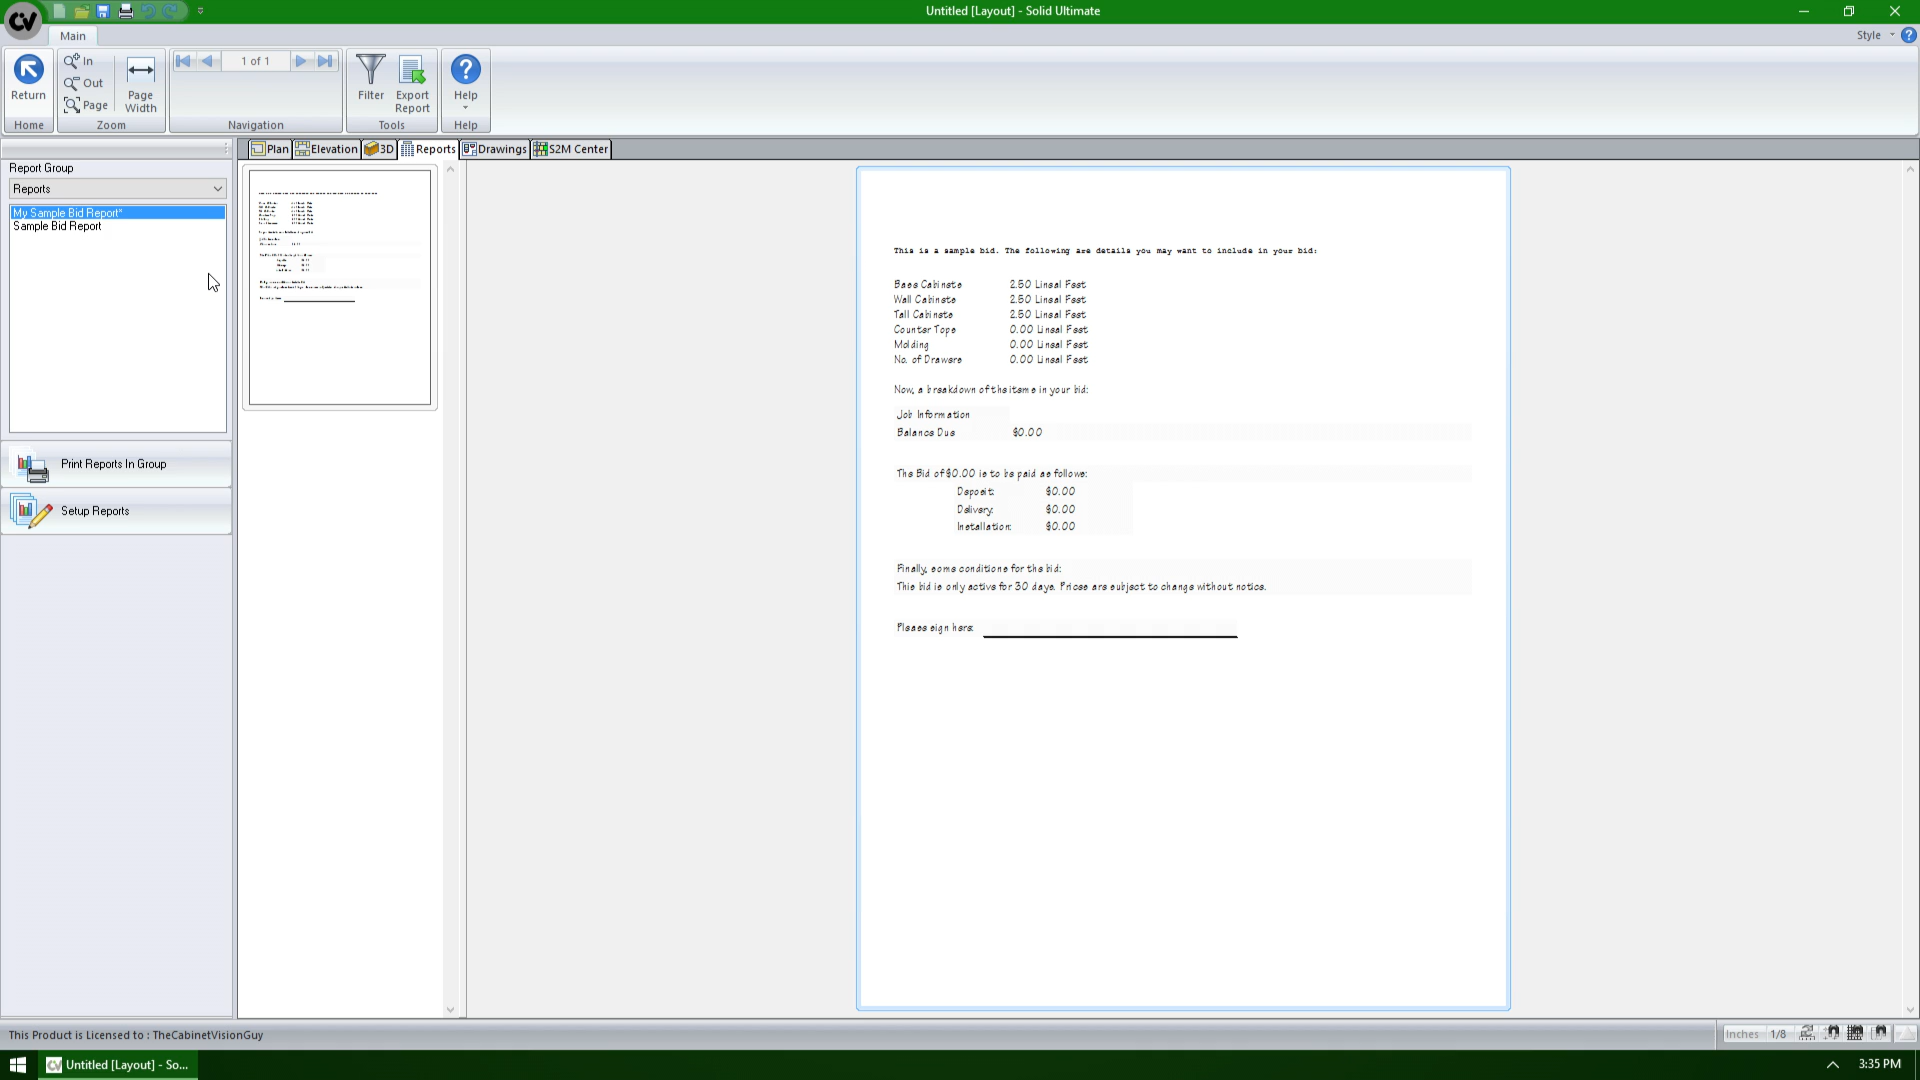 Untitled [Layout] - Solid Ultimate
Main
Style
Return
In
Out
Page
Page Width
1 of 1
Filter
Export Report
Help
Home
Zoom
Navigation
Tools
Help
Plan
Elevation
3D
Reports
Drawings
S2M Center
Report Group
Reports
My Sample Bid Report*
Sample Bid Report
Print Reports In Group
Setup Reports
This is a sample bid. The following are details you may want to include in your bid:
Base Cabinets 2.50 Lineal Feet
Wall Cabinets 2.50 Lineal Feet
Tall Cabinets 2.50 Lineal Feet
Counter Tops 0.00 Lineal Feet
Molding 0.00 Lineal Feet
No. of Drawers 0.00 Lineal Feet
Now, a breakdown of the items in your bid:
Job Information
Balance Due $0.00
The Bid of $0.00 is to be paid as follows:
Deposit: $0.00
Delivery: $0.00
Installation: $0.00
Finally, some conditions for the bid:
This bid is only active for 30 days. Prices are subject to change without notice.
Please sign here:
This Product is Licensed to : TheCabinetVisionGuy
Inches 1/8
Untitled [Layout] - So...
3:35 PM